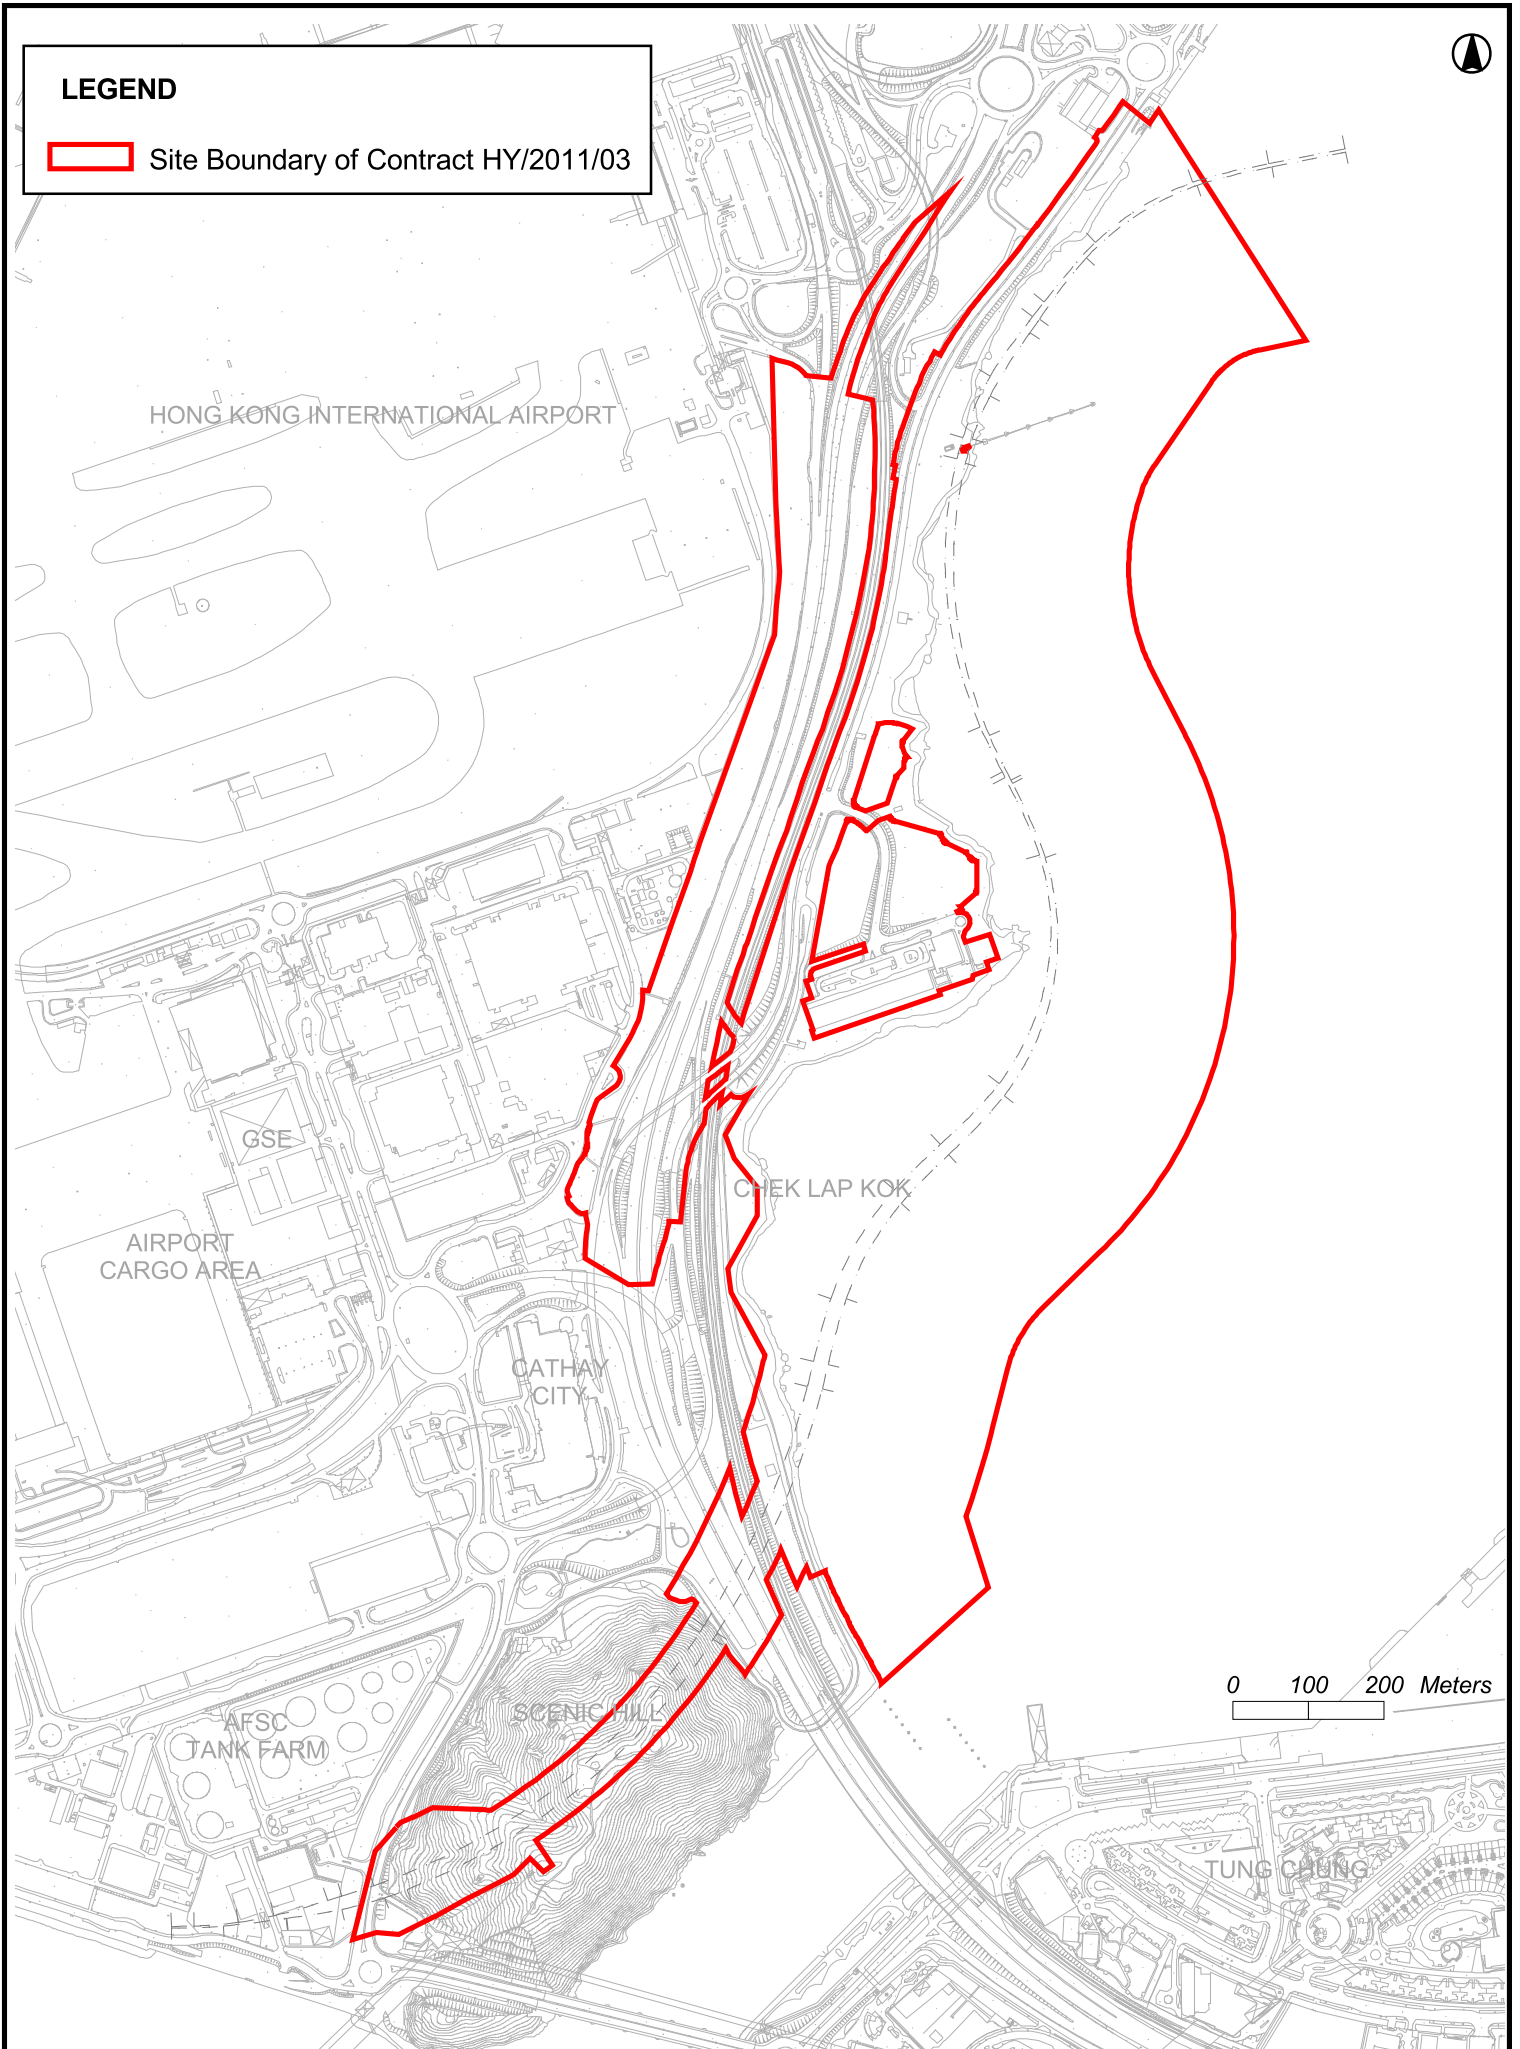 LEGEND
Site Boundary of Contract HY/2011/03
HONG KONG INTERNATIONAL AIRPORT
GSE
CHEK LAP KOK
AIRPORT
CARGO AREA
CATHAY
CITY
SCENIC HILL
AFSC
TANK FARM
0 100 200 Meters
TUNG CHUNG